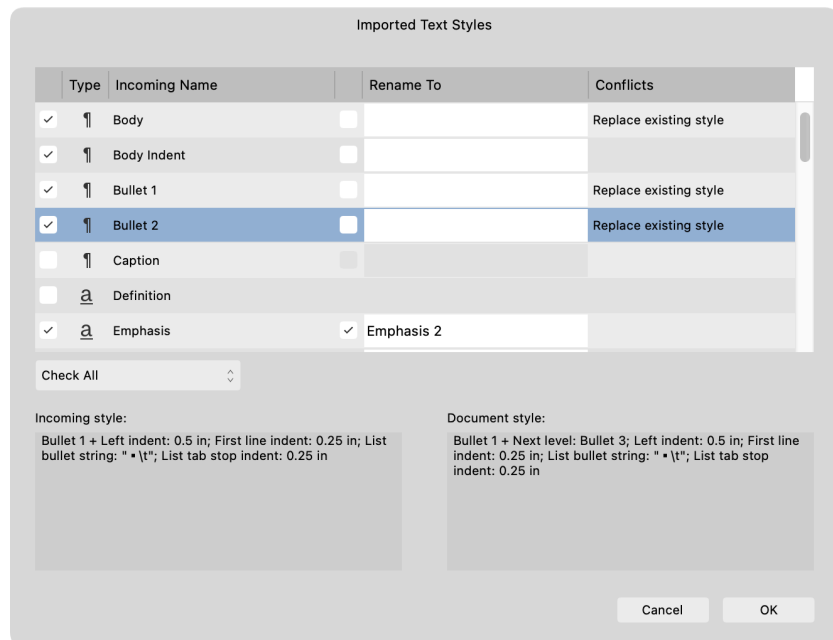 Imported Text Styles
Type Incoming Name Rename To Conflicts
¶ Body Replace existing style
¶ Body Indent
¶ Bullet 1 Replace existing style
¶ Bullet 2 Replace existing style
¶ Caption
a Definition
a Emphasis Emphasis 2
Check All
Incoming style:
Bullet 1 + Left indent: 0.5 in; First line indent: 0.25 in; List
bullet string: " ▪ \t"; List tab stop indent: 0.25 in
Document style:
Bullet 1 + Next level: Bullet 3; Left indent: 0.5 in; First line
indent: 0.25 in; List bullet string: " ▪ \t"; List tab stop
indent: 0.25 in
Cancel OK